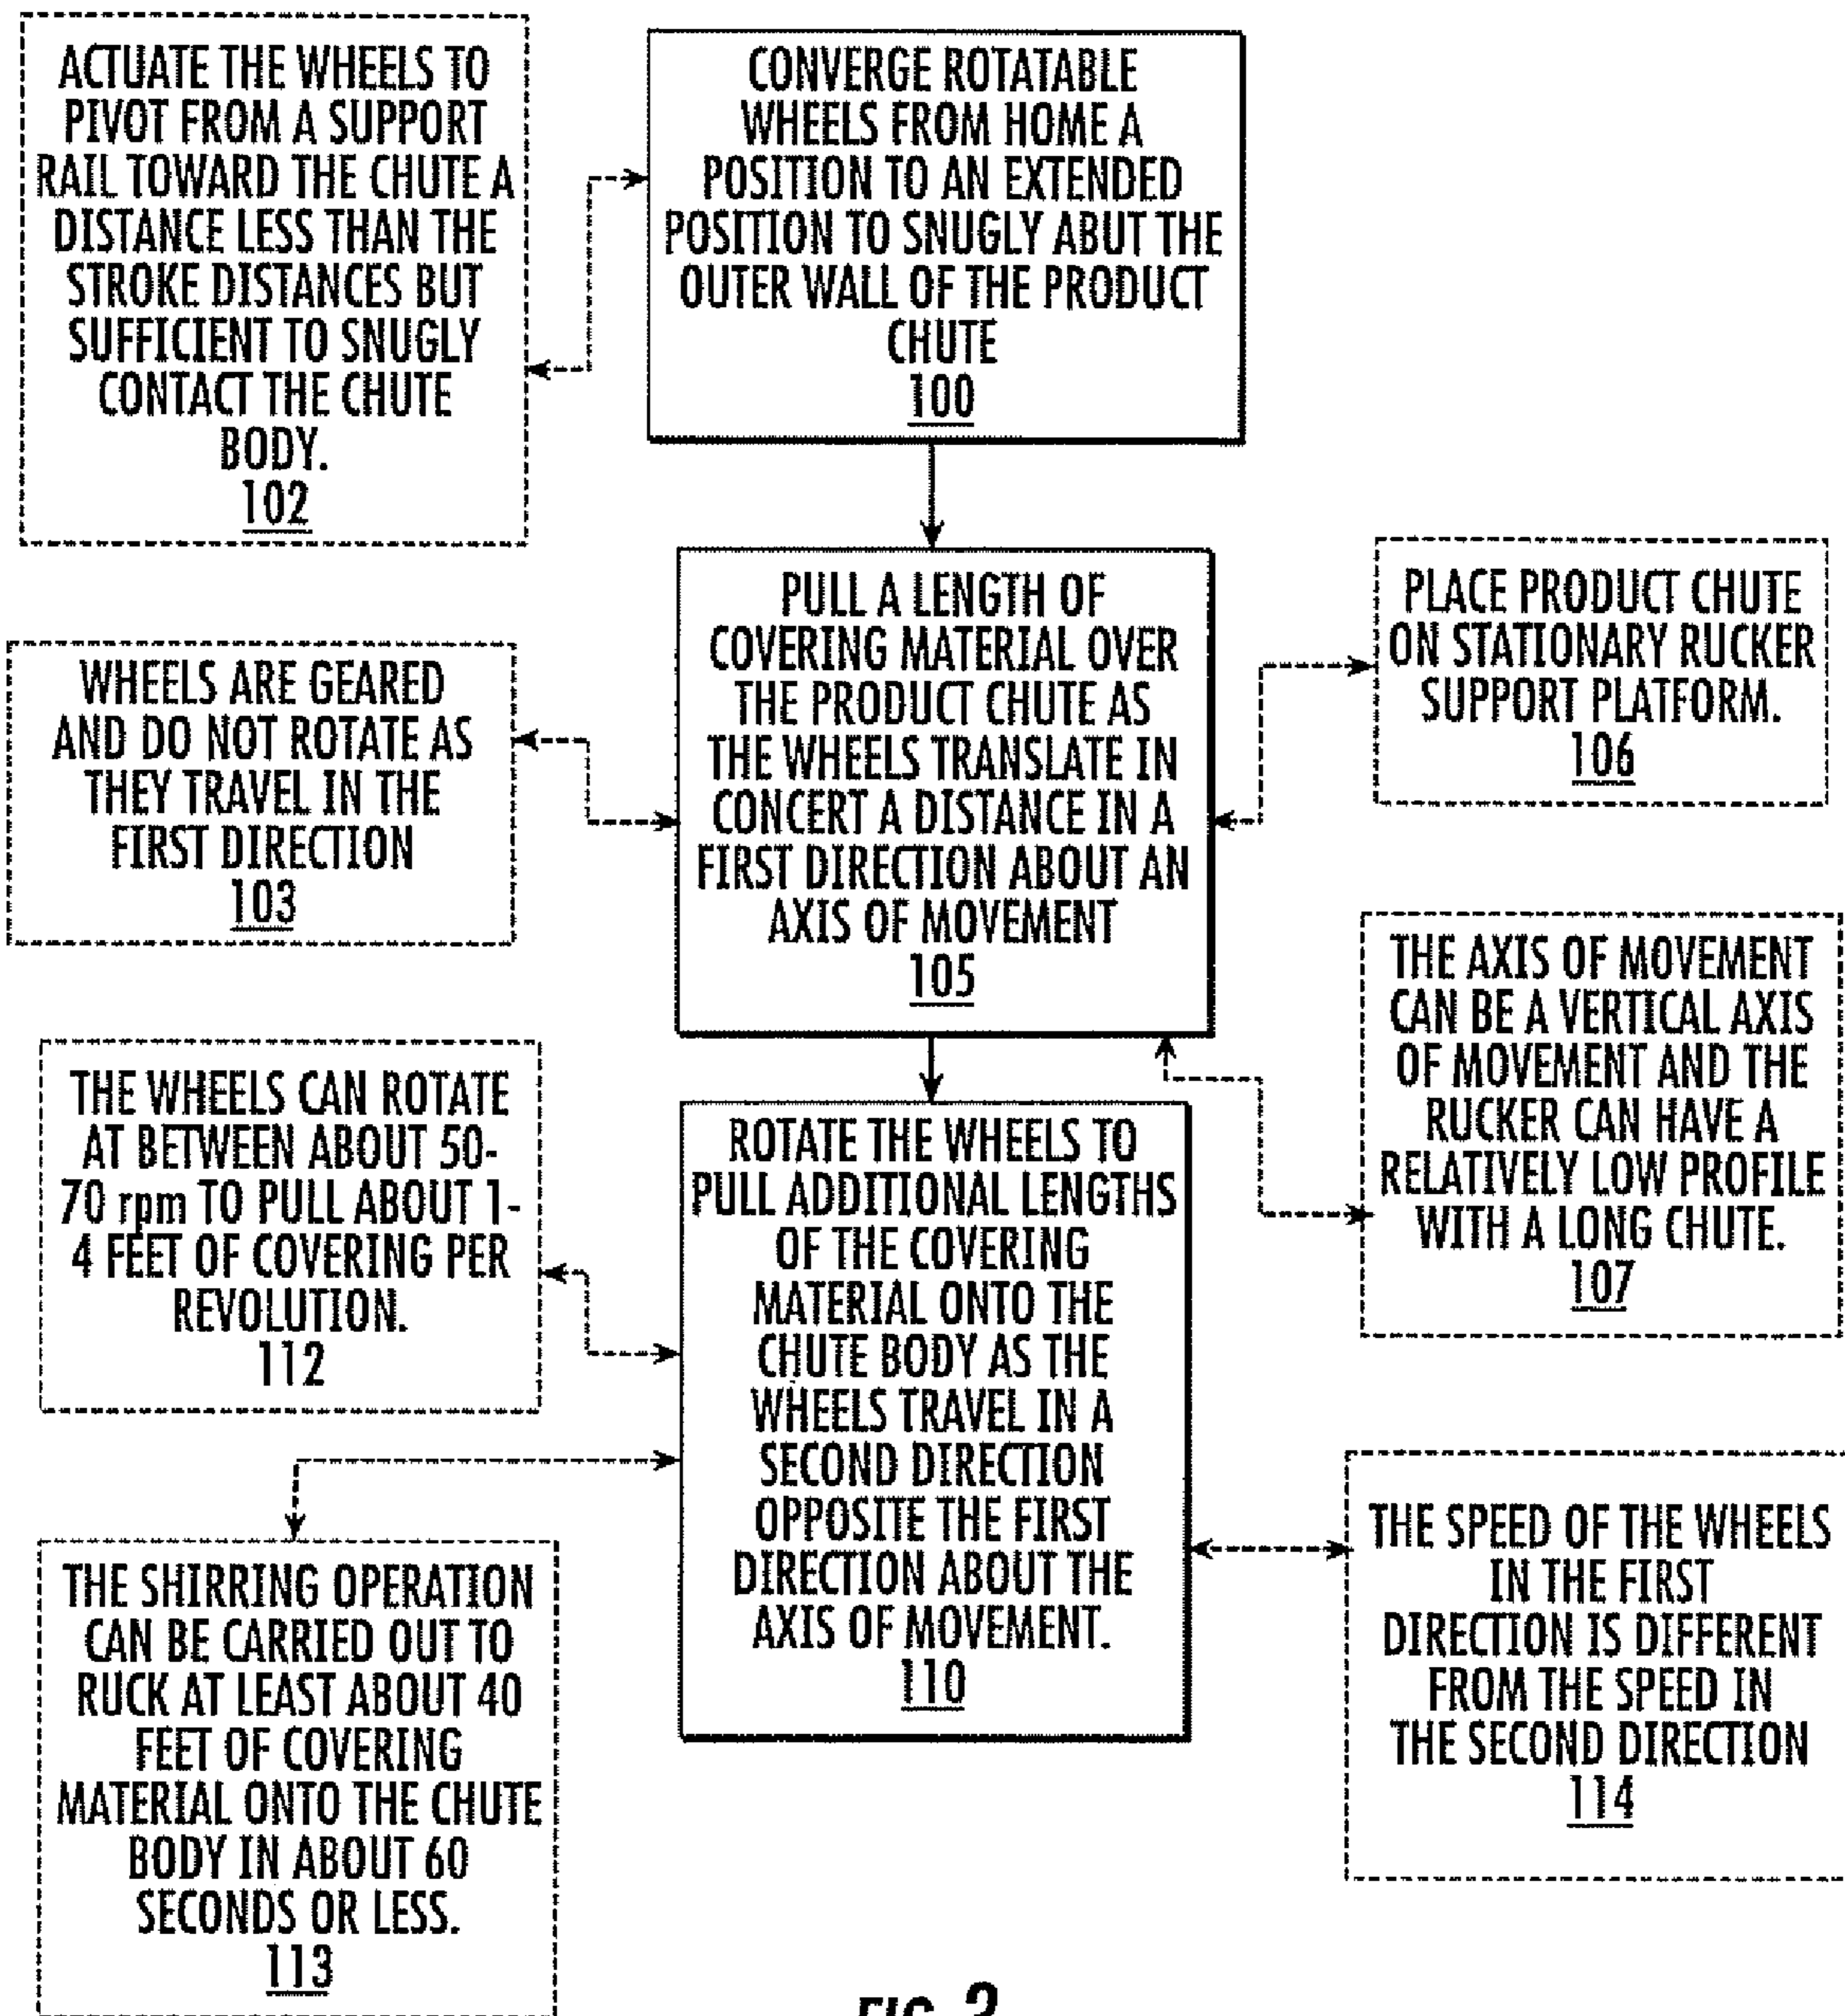 ACTUATE THE WHEELS TO
PIVOT FROM A SUPPORT
RAIL TOWARD THE CHUTE A
DISTANCE LESS THAN THE
STROKE DISTANCES BUT
SUFFICIENT TO SNUGLY
CONTACT THE CHUTE
BODY.
102
CONVERGE ROTATABLE
WHEELS FROM HOME A
POSITION TO AN EXTENDED
POSITION TO SNUGLY ABUT THE
OUTER WALL OF THE PRODUCT
CHUTE
100
WHEELS ARE GEARED
AND DO NOT ROTATE AS
THEY TRAVEL IN THE
FIRST DIRECTION
103
PULL A LENGTH OF
COVERING MATERIAL OVER
THE PRODUCT CHUTE AS
THE WHEELS TRANSLATE IN
CONCERT A DISTANCE IN A
FIRST DIRECTION ABOUT AN
AXIS OF MOVEMENT
105
PLACE PRODUCT CHUTE
ON STATIONARY RUCKER
SUPPORT PLATFORM.
106
THE AXIS OF MOVEMENT
CAN BE A VERTICAL AXIS
OF MOVEMENT AND THE
RUCKER CAN HAVE A
RELATIVELY LOW PROFILE
WITH A LONG CHUTE.
107
THE WHEELS CAN ROTATE
AT BETWEEN ABOUT 50-
70 rpm TO PULL ABOUT 1-
4 FEET OF COVERING PER
REVOLUTION.
112
ROTATE THE WHEELS TO
PULL ADDITIONAL LENGTHS
OF THE COVERING
MATERIAL ONTO THE
CHUTE BODY AS THE
WHEELS TRAVEL IN A
SECOND DIRECTION
OPPOSITE THE FIRST
DIRECTION ABOUT THE
AXIS OF MOVEMENT.
110
THE SHIRRING OPERATION
CAN BE CARRIED OUT TO
RUCK AT LEAST ABOUT 40
FEET OF COVERING
MATERIAL ONTO THE CHUTE
BODY IN ABOUT 60
SECONDS OR LESS.
113
THE SPEED OF THE WHEELS
IN THE FIRST
DIRECTION IS DIFFERENT
FROM THE SPEED IN
THE SECOND DIRECTION
114
FIG. 2